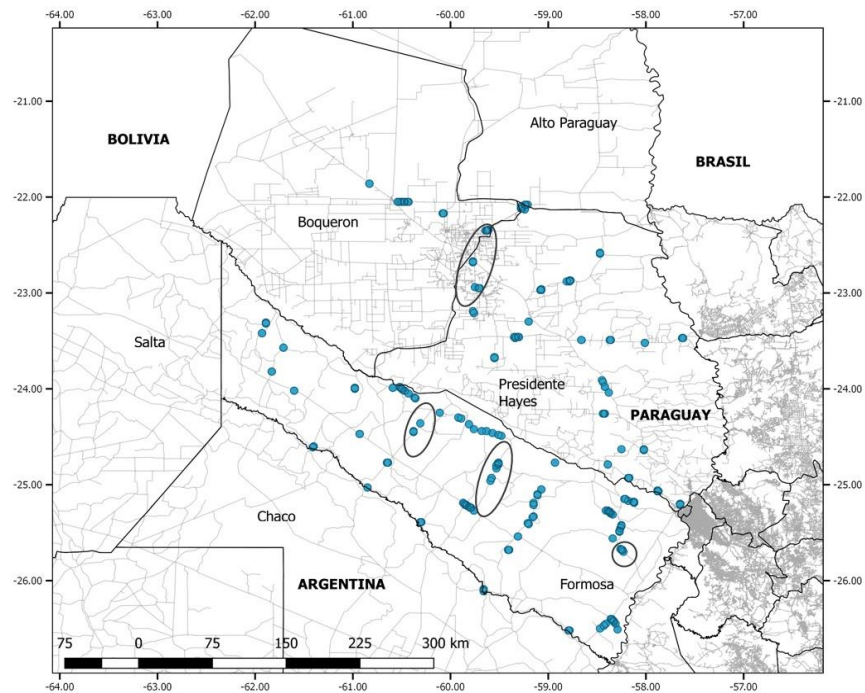 -64.00 -63.00 -62.00 -61.00 -60.00 -59.00 -58.00 -57.00
-21.00 -21.00
Alto Paraguay
BOLIVIA BRASIL
-22.00 -22.00
Boqueron
-23.00 -23.00
Salta
-24.00 -24.00
Presidente
Hayes
PARAGUAY
-25.00 -25.00
Chaco
-26.00 -26.00
ARGENTINA Formosa
75 0 75 150 225 300 km
-64.00 -63.00 -62.00 -61.00 -60.00 -59.00 -58.00 -57.00